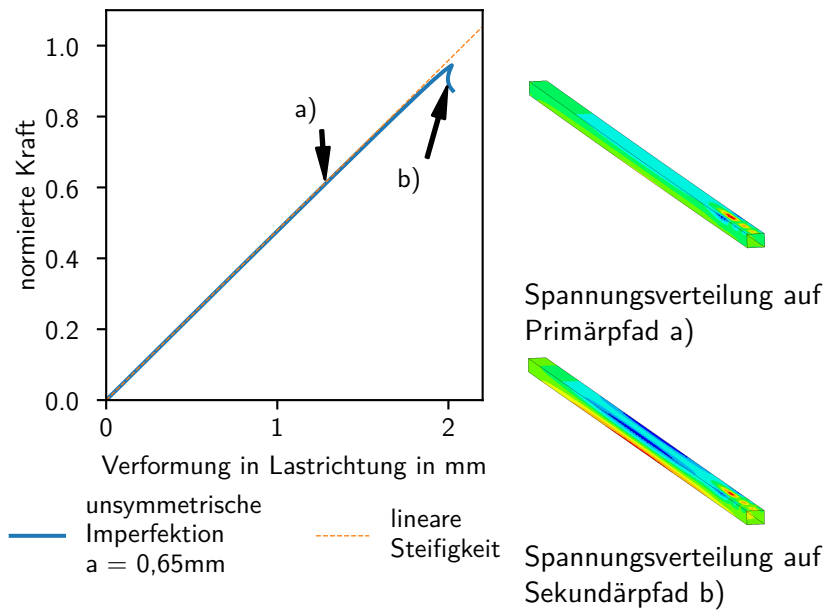 1.0
0.8
0.6
0.4
0.2
0.0
normierte Kraft
a)
b)
0
1
2
Verformung in Lastrichtung in mm
unsymmetrische
Imperfektion
a = 0,65mm
lineare
Steifigkeit
Spannungsverteilung auf
Primärpfad a)
Spannungsverteilung auf
Sekundärpfad b)